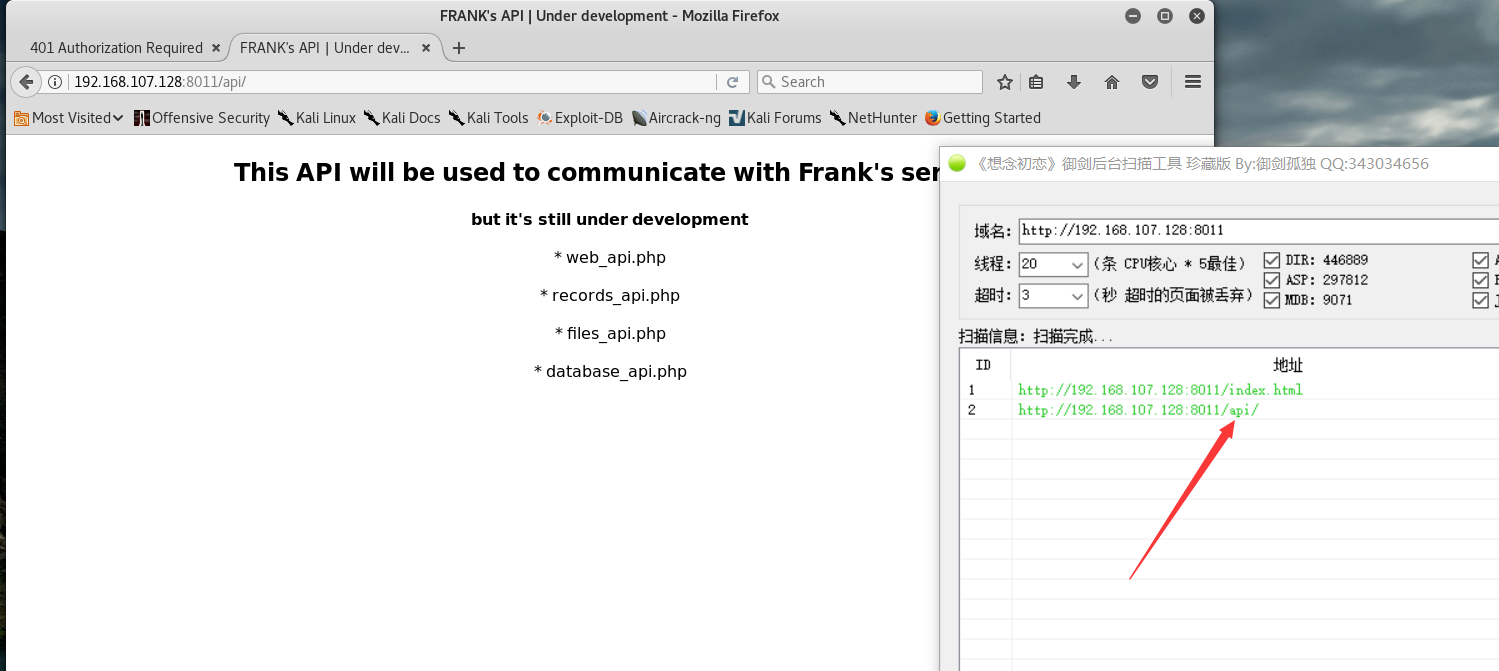 FRANK's API | Under development - Mozilla Firefox
401 Authorization Required
FRANK's API | Under dev...
192.168.107.128:8011/api/
Search
Most Visited
Offensive Security
Kali Linux
Kali Docs
Kali Tools
Exploit-DB
Aircrack-ng
Kali Forums
NetHunter
Getting Started
This API will be used to communicate with Frank's
but it's still under development
* web_api.php
* records_api.php
* files_api.php
* database_api.php
《想念初恋》御剑后台扫描工具 珍藏版 By:御剑孤独 QQ:343034656
域名: http://192.168.107.128:8011
线程: 20 (条 CPU核心 * 5最佳)
DIR: 446889
ASP: 297812
超时: 3 (秒 超时的页面被丢弃)
MDB: 9071
扫描信息: 扫描完成...
ID 地址
1 http://192.168.107.128:8011/index.html
2 http://192.168.107.128:8011/api/